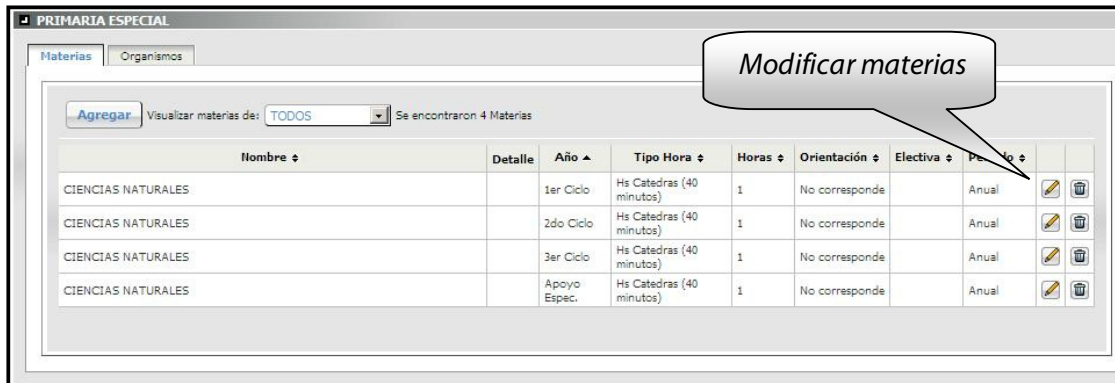 PRIMARIA ESPECIAL
Materias Organismos
Modificar materias
Agregar Visualizar materias de: TODOS Se encontraron 4 Materias
Nombre Detalle Año Tipo Hora Horas Orientación Electiva
CIENCIAS NATURALES 1er Ciclo Hs Catedras (40 minutos) 1 No corresponde Anual
CIENCIAS NATURALES 2do Ciclo Hs Catedras (40 minutos) 1 No corresponde Anual
CIENCIAS NATURALES 3er Ciclo Hs Catedras (40 minutos) 1 No corresponde Anual
CIENCIAS NATURALES Apoyo Espec. Hs Catedras (40 minutos) 1 No corresponde Anual